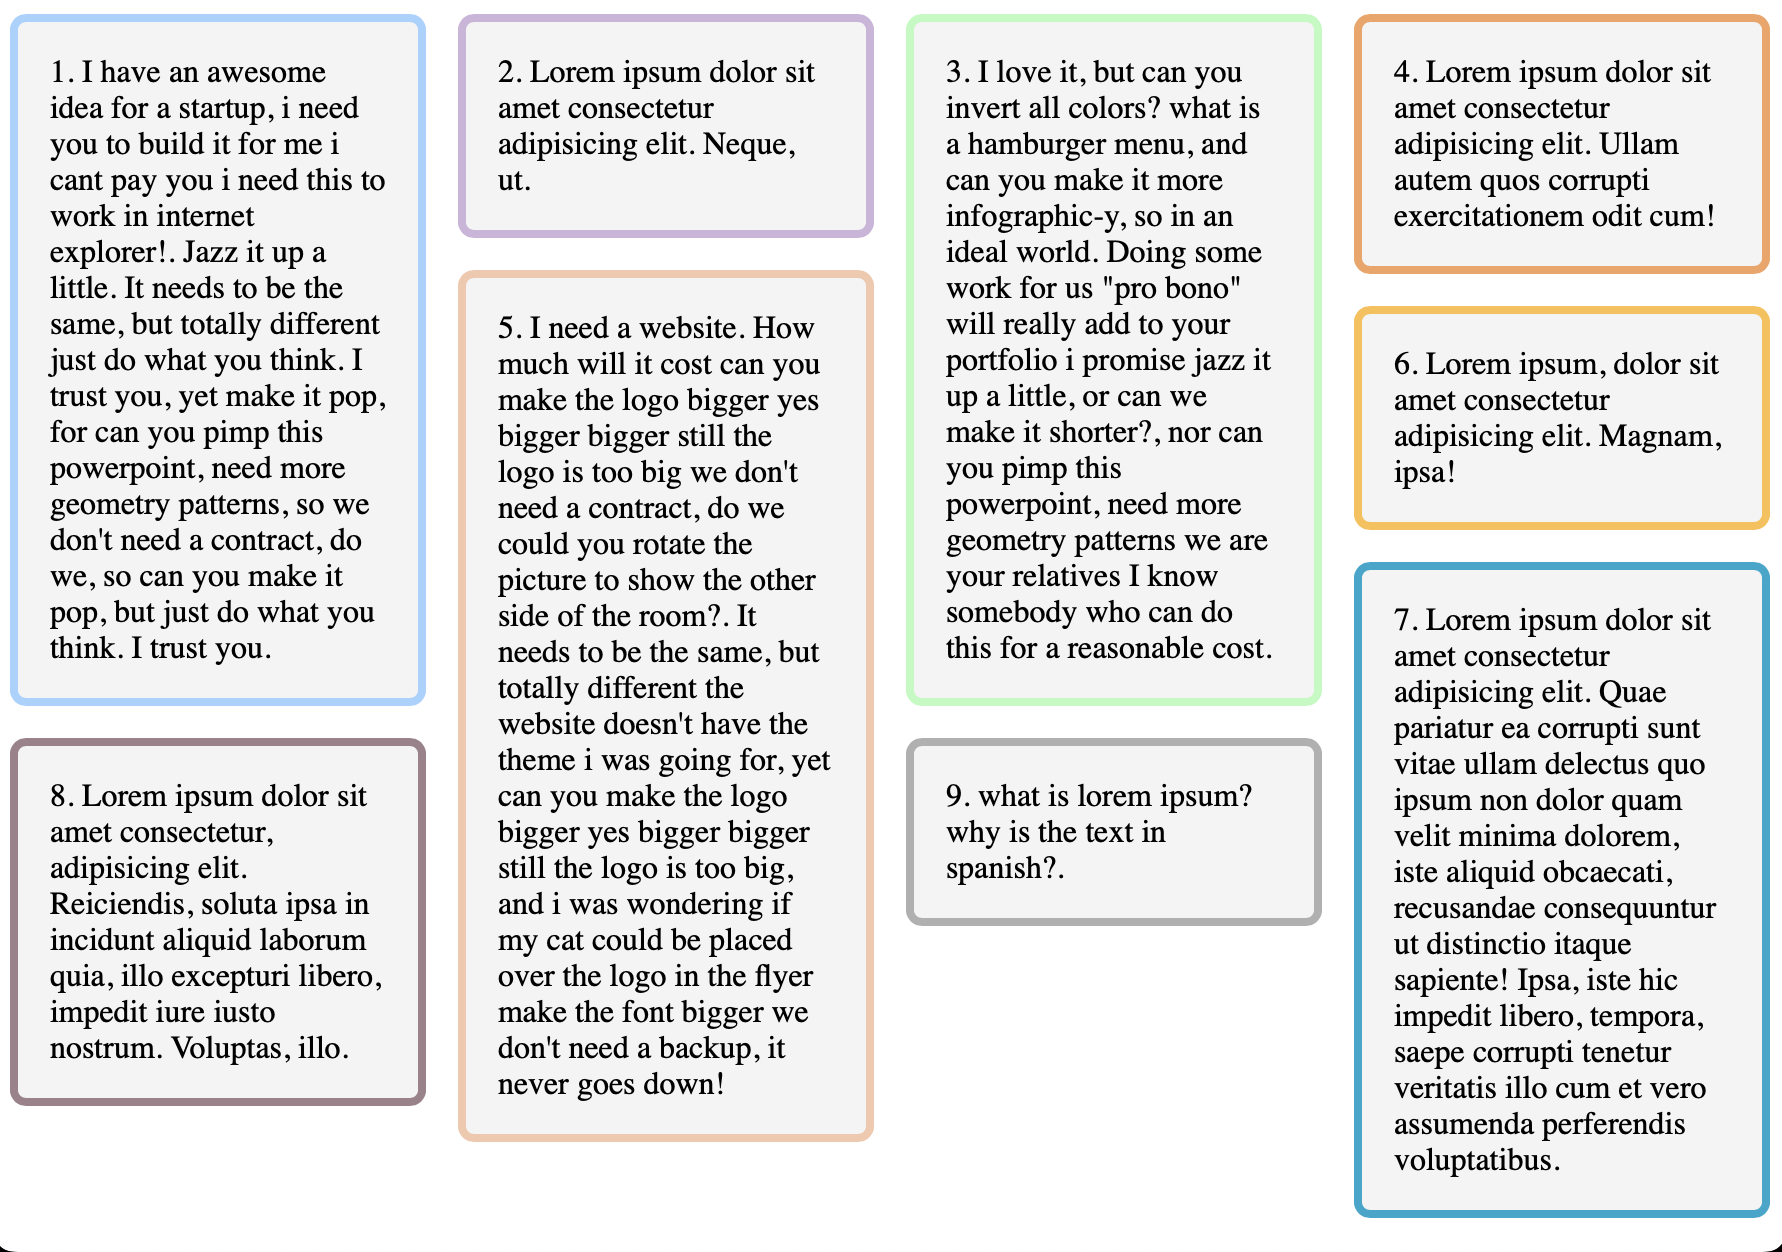 1. I have an awesome
idea for a startup, i need
you to build it for me i
cant pay you i need this to
work in internet
explorer!. Jazz it up a
little. It needs to be the
same, but totally different
just do what you think. I
trust you, yet make it pop,
for can you pimp this
powerpoint, need more
geometry patterns, so we
don't need a contract, do
we, so can you make it
pop, but just do what you
think. I trust you.
2. Lorem ipsum dolor sit
amet consectetur
adipisicing elit. Neque,
ut.
3. I love it, but can you
invert all colors? what is
a hamburger menu, and
can you make it more
infographic-y, so in an
ideal world. Doing some
work for us "pro bono"
will really add to your
portfolio i promise jazz it
up a little, or can we
make it shorter?, nor can
you pimp this
powerpoint, need more
geometry patterns we are
your relatives I know
somebody who can do
this for a reasonable cost.
4. Lorem ipsum dolor sit
amet consectetur
adipisicing elit. Ullam
autem quos corrupti
exercitationem odit cum!
5. I need a website. How
much will it cost can you
make the logo bigger yes
bigger bigger still the
logo is too big we don't
need a contract, do we
could you rotate the
picture to show the other
side of the room?. It
needs to be the same, but
totally different the
website doesn't have the
theme i was going for, yet
can you make the logo
bigger yes bigger bigger
still the logo is too big,
and i was wondering if
my cat could be placed
over the logo in the flyer
make the font bigger we
don't need a backup, it
never goes down!
6. Lorem ipsum, dolor sit
amet consectetur
adipisicing elit. Magnam,
ipsa!
7. Lorem ipsum dolor sit
amet consectetur
adipisicing elit. Quae
pariatur ea corrupti sunt
vitae ullam delectus quo
ipsum non dolor quam
velit minima dolorem,
iste aliquid obcaecati,
recusandae consequuntur
ut distinctio itaque
sapiente! Ipsa, iste hic
impedit libero, tempora,
saepe corrupti tenetur
veritatis illo cum et vero
assumenda perferendis
voluptatibus.
8. Lorem ipsum dolor sit
amet consectetur,
adipisicing elit.
Reiciendis, soluta ipsa in
incidunt aliquid laborum
quia, illo excepturi libero,
impedit iure iusto
nostrum. Voluptas, illo.
9. what is lorem ipsum?
why is the text in
spanish?.